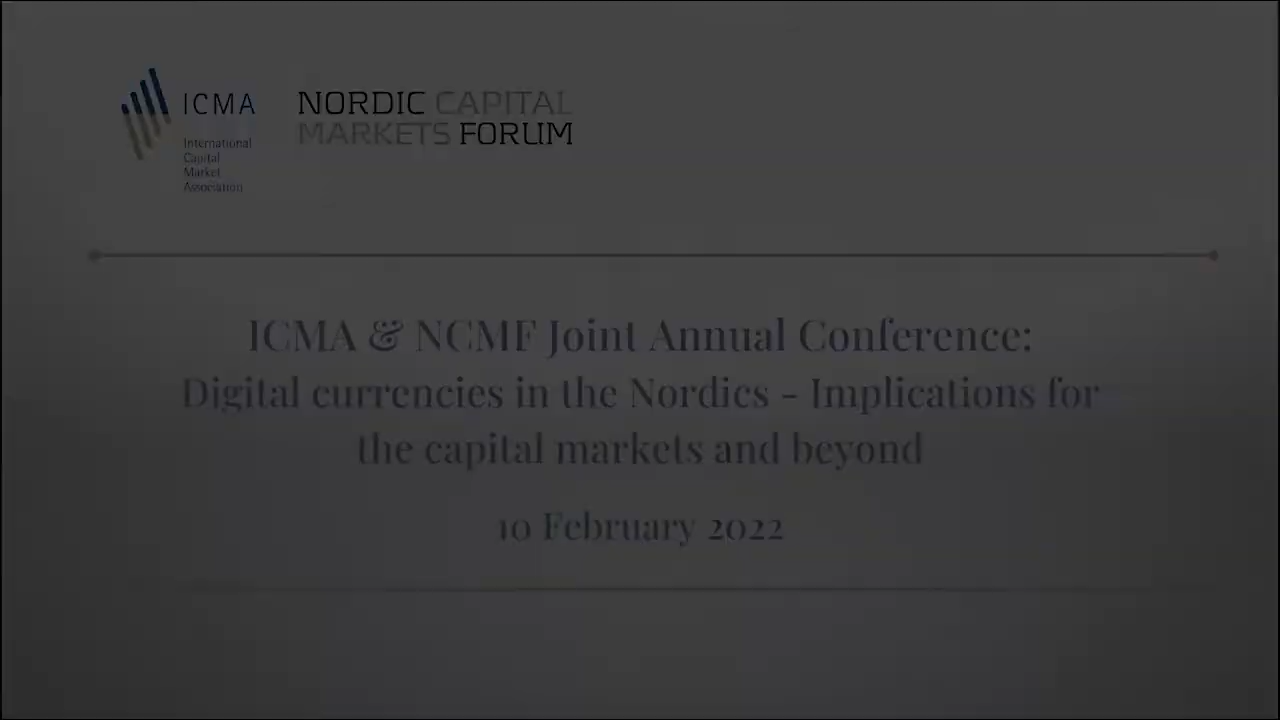 ICMA
International
Capital
Market
Association
NORDIC CAPITAL
MARKETS FORUM
ICMA & NCMF Joint Annual Conference:
Digital currencies in the Nordics - Implications for
the capital markets and beyond
10 February 2022